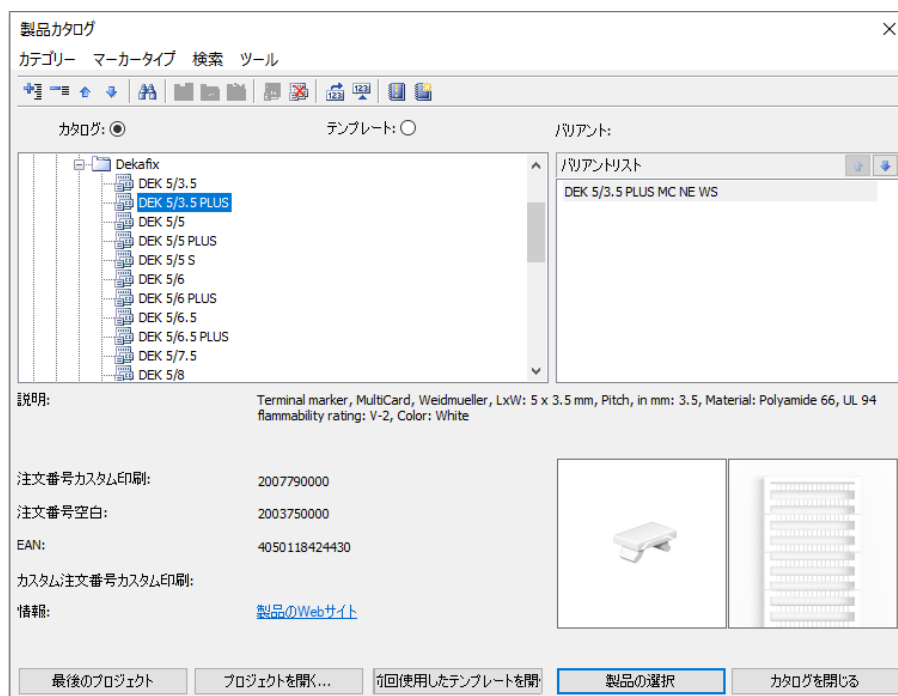 製品カタログ
カテゴリー マーカータイプ 検索 ツール
カタログ: テンプレート: バリアント:
Dekafix
DEK 5/3.5
DEK 5/3.5 PLUS
DEK 5/5
DEK 5/5 PLUS
DEK 5/5 S
DEK 5/6
DEK 5/6 PLUS
DEK 5/6.5
DEK 5/6.5 PLUS
DEK 5/7.5
DEK 5/8
バリアントリスト
DEK 5/3.5 PLUS MC NE WS
説明: Terminal marker, MultiCard, Weidmueller, LxW: 5 x 3.5 mm, Pitch, in mm: 3.5, Material: Polyamide 66, UL 94
flammability rating: V-2, Color: White
注文番号カスタム印刷: 2007790000
注文番号空白: 2003750000
EAN: 4050118424430
カスタム注文番号カスタム印刷:
情報: 製品のWebサイト
最後のプロジェクト プロジェクトを開く... 前回使用したテンプレートを開 製品の選択 カタログを閉じる